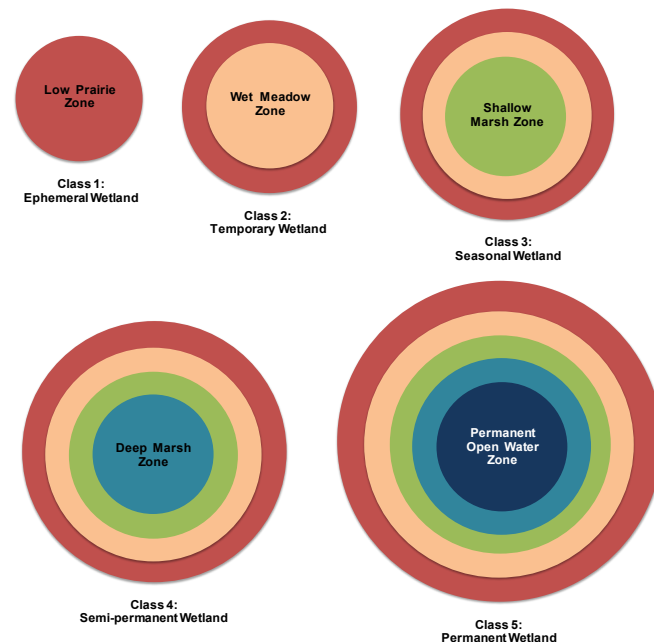 Low Prairie
Zone
Class 1:
Ephemeral Wetland
Wet Meadow
Zone
Class 2:
Temporary Wetland
Shallow
Marsh Zone
Class 3:
Seasonal Wetland
Deep Marsh
Zone
Class 4:
Semi-permanent Wetland
Permanent
Open Water
Zone
Class 5:
Permanent Wetland